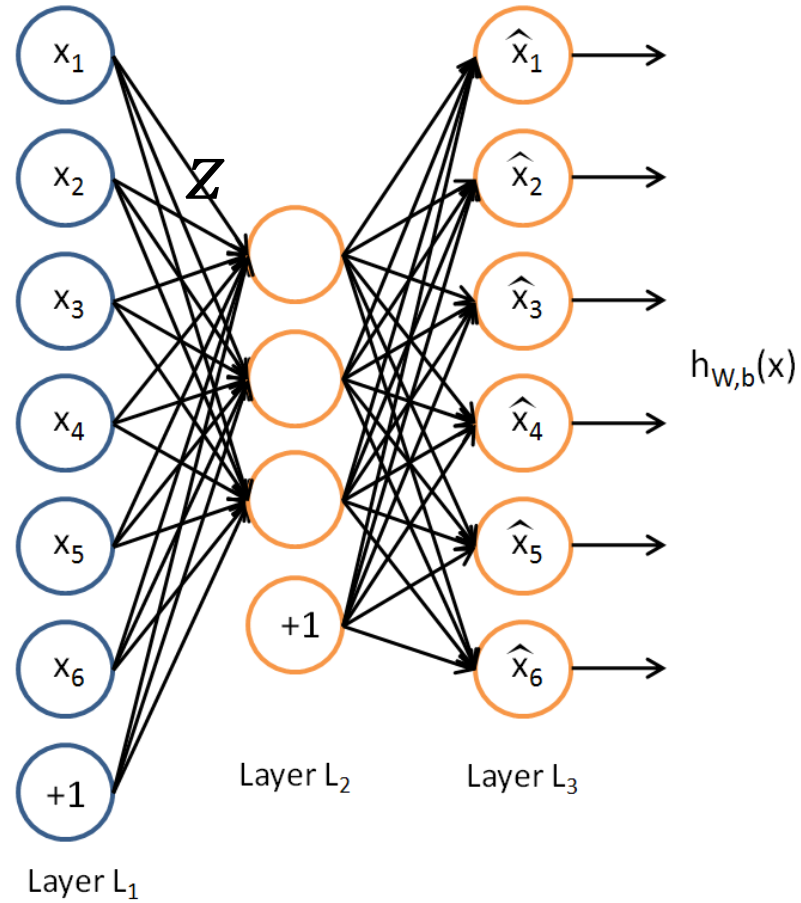 x₁
x₂
x₃
x₄
x₅
x₆
+1
Layer L₁
Z
+1
Layer L₂
x̂₁
x̂₂
x̂₃
x̂₄
x̂₅
x̂₆
Layer L₃
h_W,b(x)